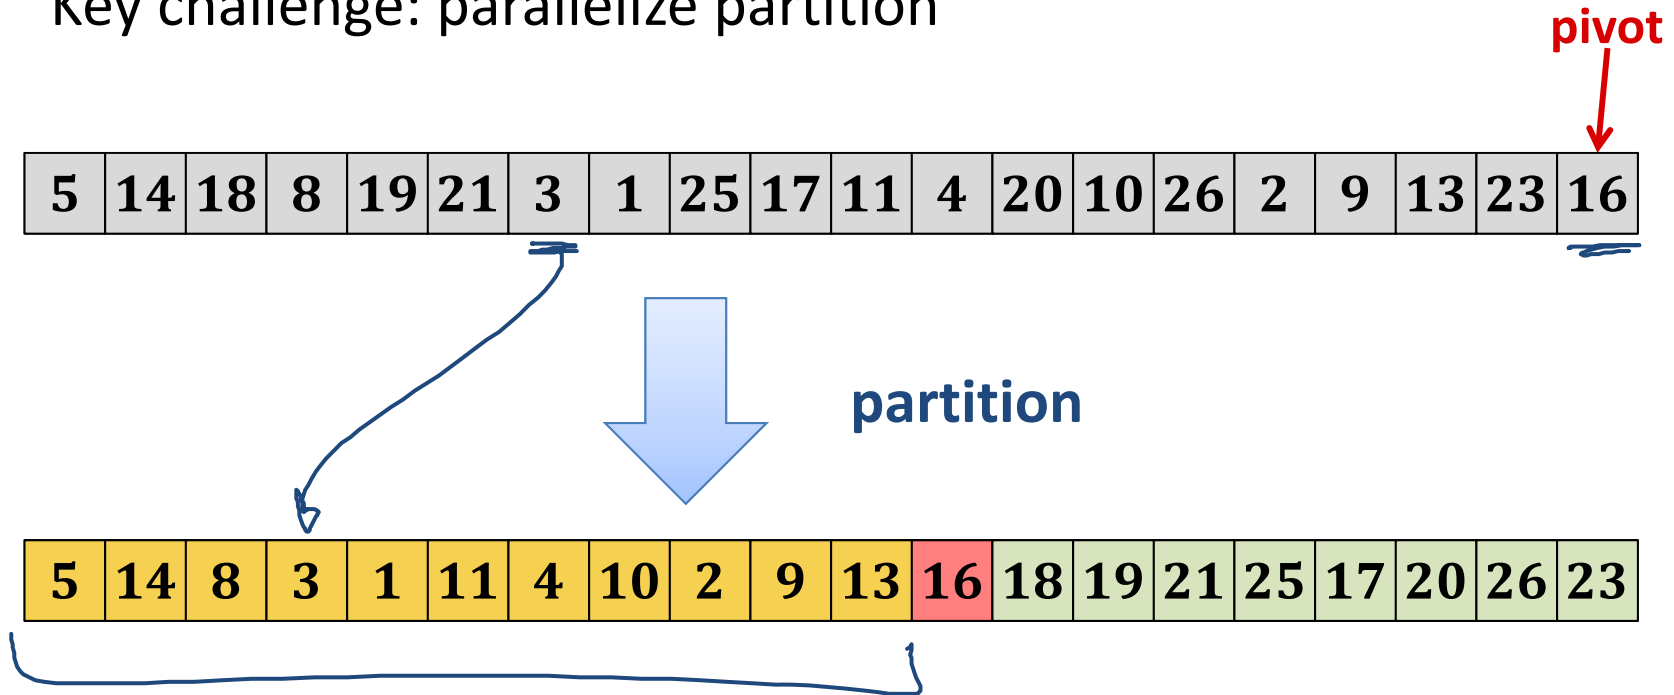 Key challenge: parallelize partition
pivot
5 14 18 8 19 21 3 1 25 17 11 4 20 10 26 2 9 13 23 16
partition
5 14 8 3 1 11 4 10 2 9 13 16 18 19 21 25 17 20 26 23